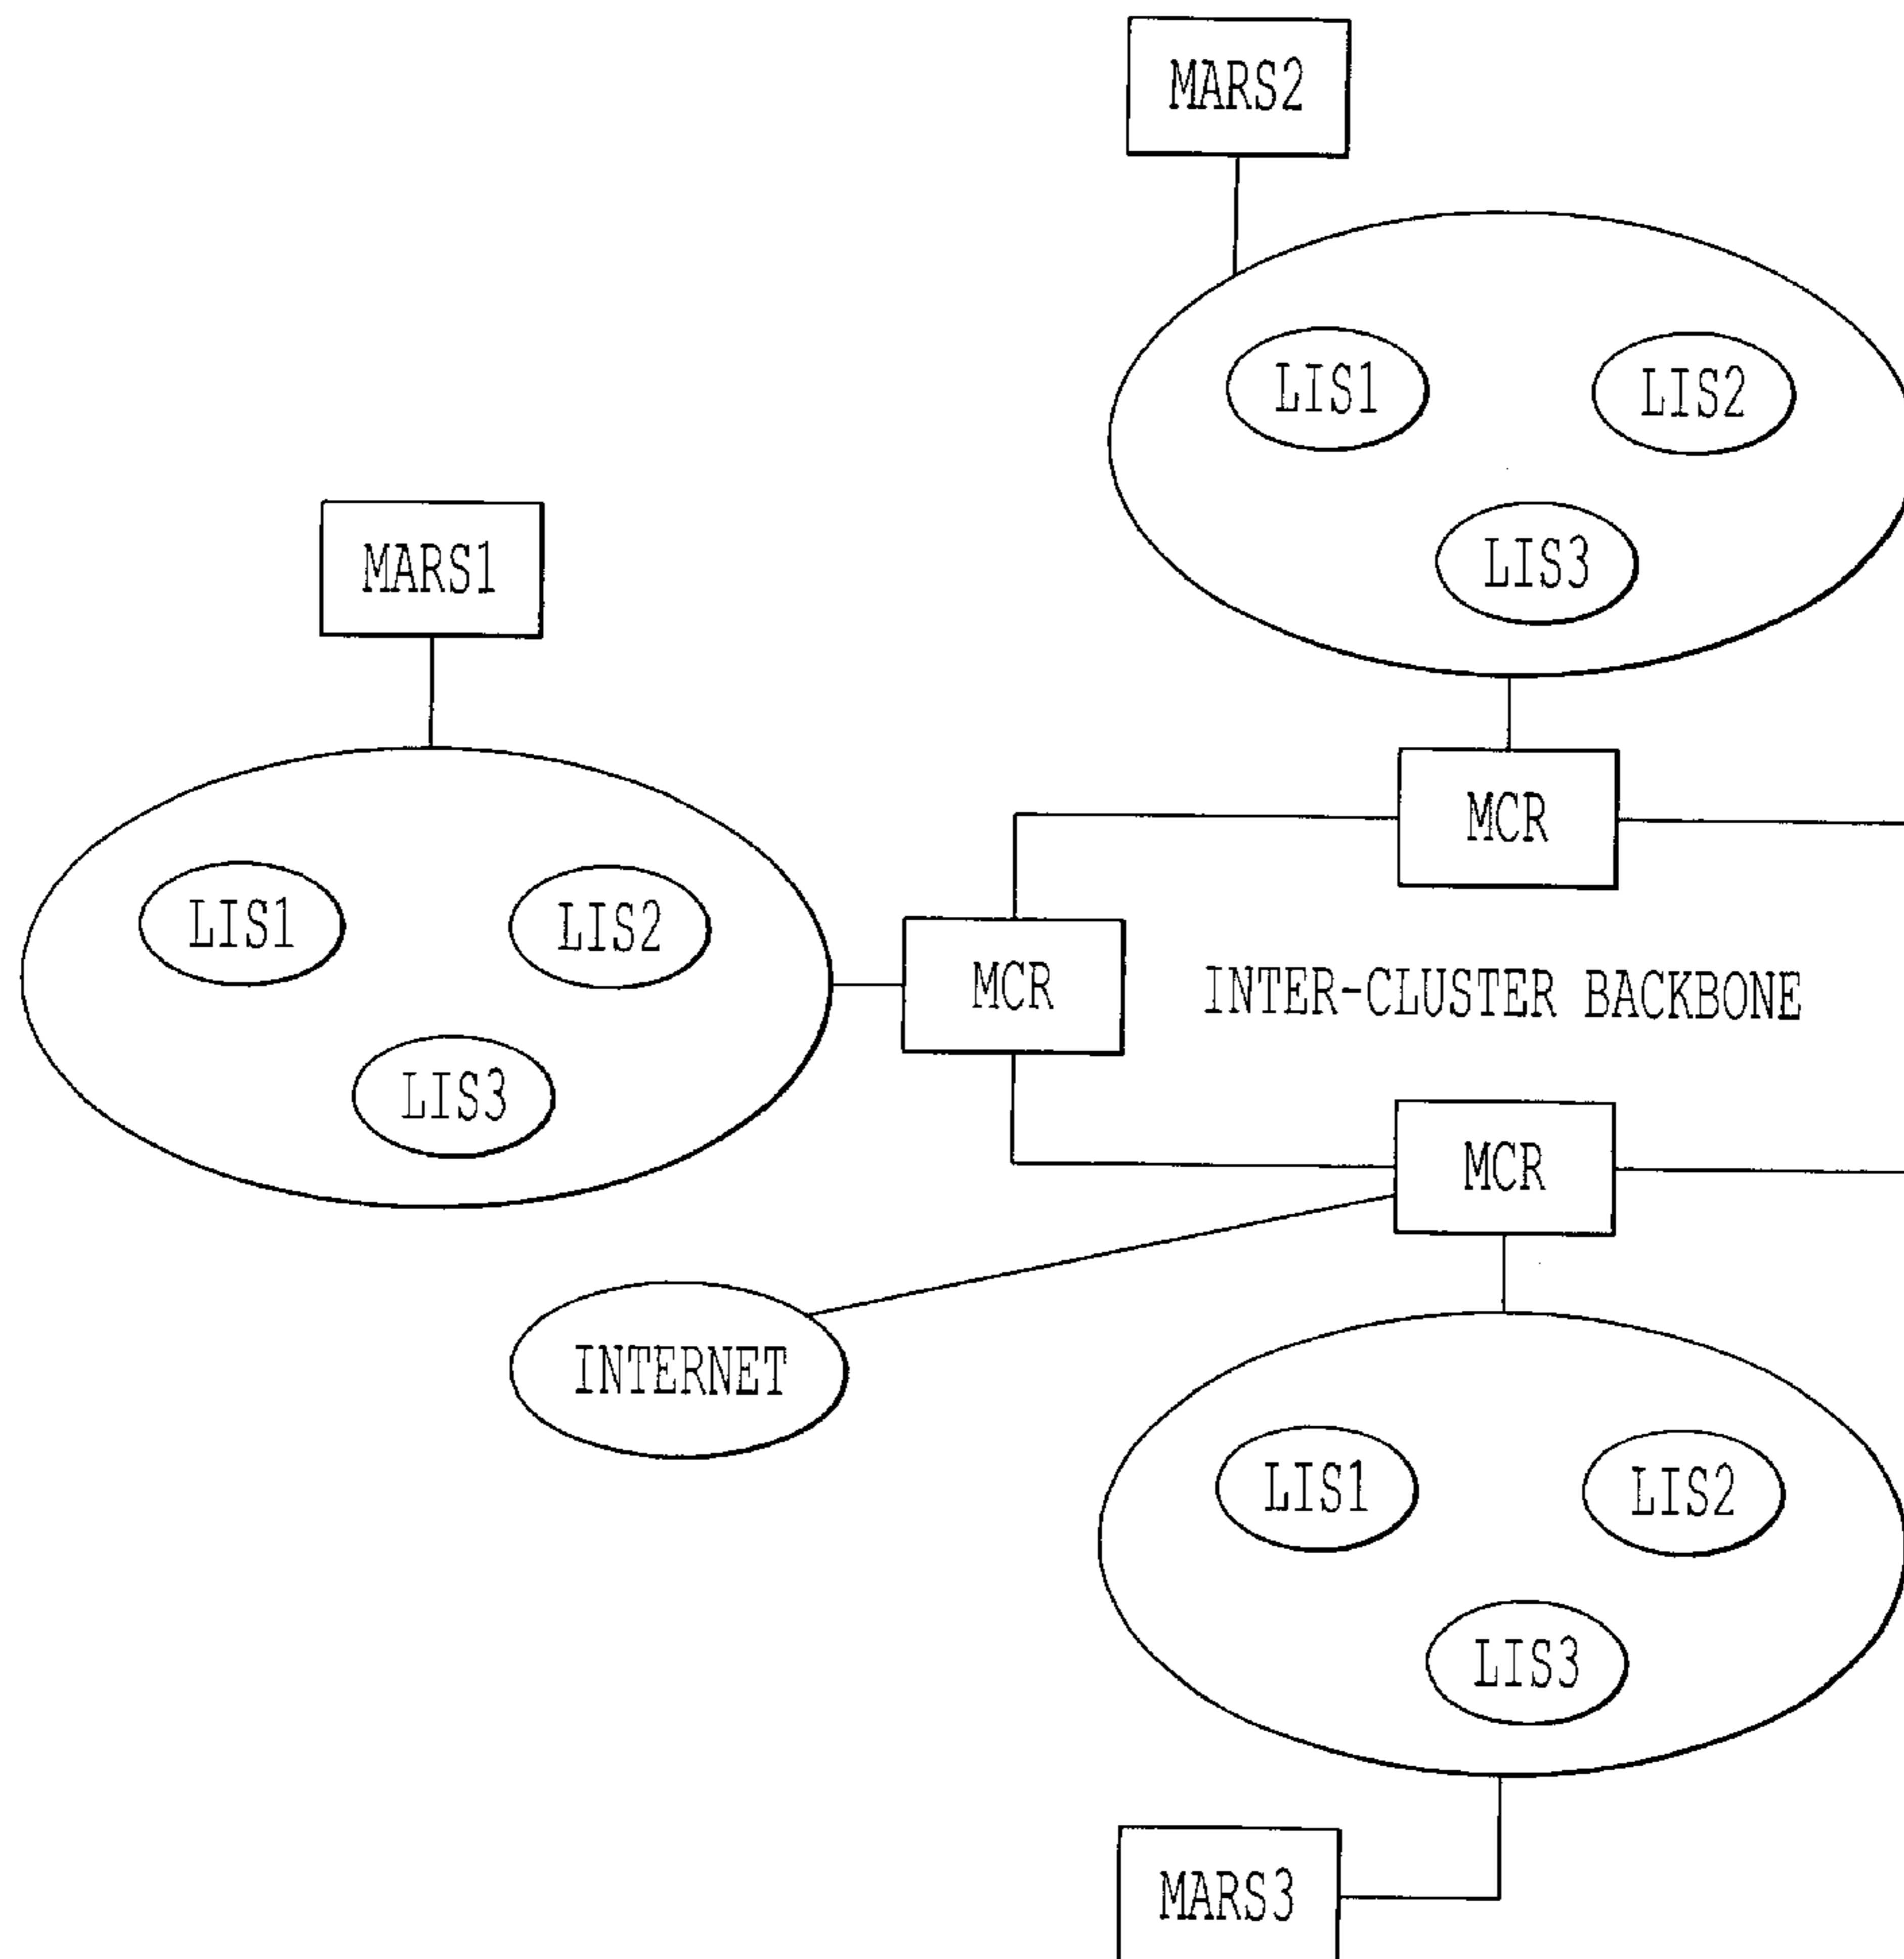 MARS2
LIS1
LIS2
LIS3
MARS1
MCR
LIS1
LIS2
MCR
INTER-CLUSTER BACKBONE
LIS3
MCR
INTERNET
LIS1
LIS2
LIS3
MARS3